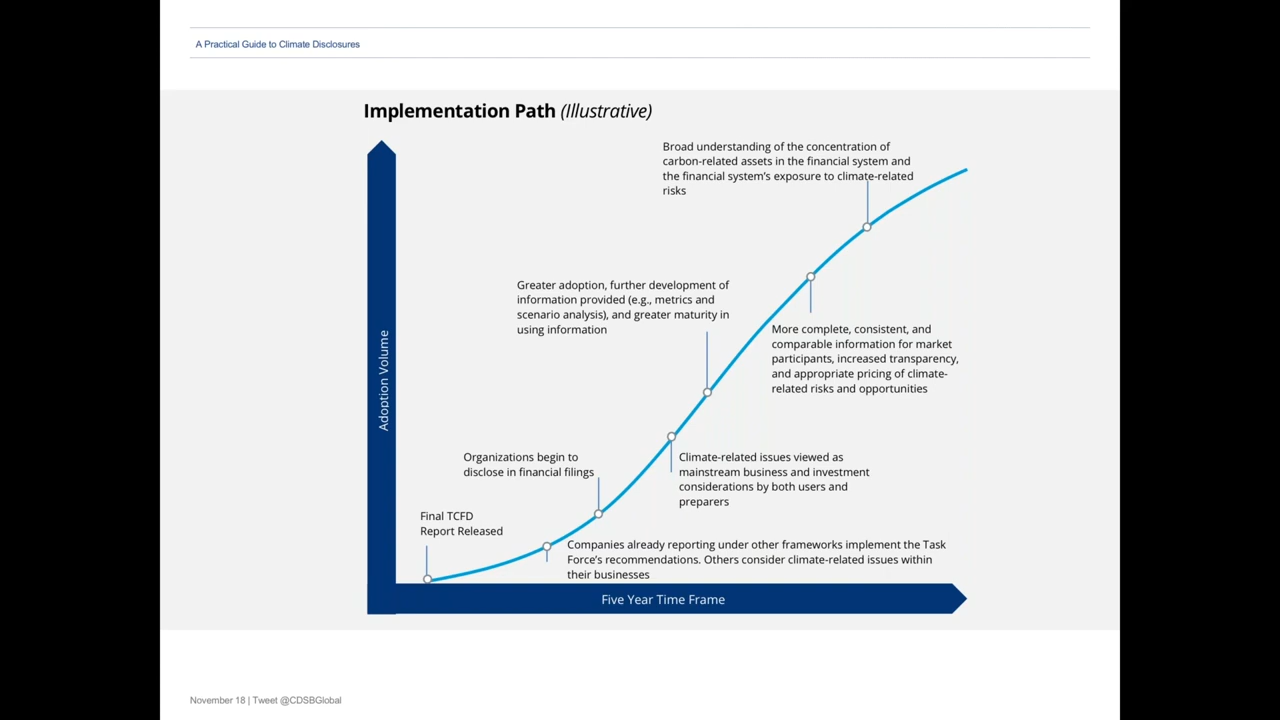 A Practical Guide to Climate Disclosures
Implementation Path (Illustrative)
Broad understanding of the concentration of
carbon-related assets in the financial system and
the financial system's exposure to climate-related
risks
Greater adoption, further development of
information provided (e.g., metrics and
scenario analysis), and greater maturity in
using information
More complete, consistent, and
comparable information for market
participants, increased transparency,
and appropriate pricing of climate-
related risks and opportunities
Adoption Volume
Organizations begin to
disclose in financial filings
Climate-related issues viewed as
mainstream business and investment
considerations by both users and
preparers
Final TCFD
Report Released
Companies already reporting under other frameworks implement the Task
Force's recommendations. Others consider climate-related issues within
their businesses
Five Year Time Frame
November 18 | Tweet @CDSBGlobal